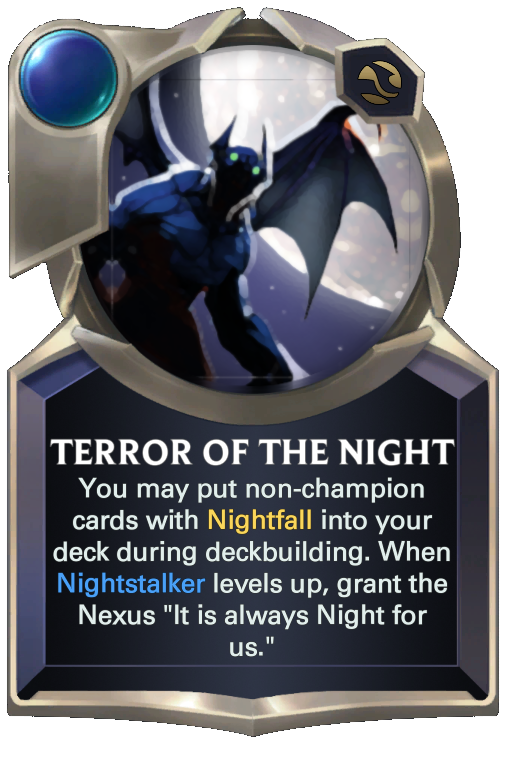 TERROR OF THE NIGHT
You may put non-champion
cards with Nightfall into your
deck during deckbuilding. When
Nightstalker levels up, grant the
Nexus "It is always Night for
us."